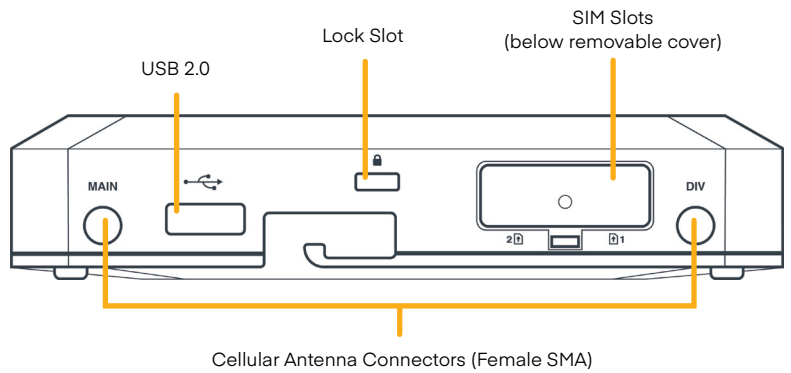 SIM Slots
(below removable cover)
Lock Slot
USB 2.0
MAIN
DIV
2
1
Cellular Antenna Connectors (Female SMA)